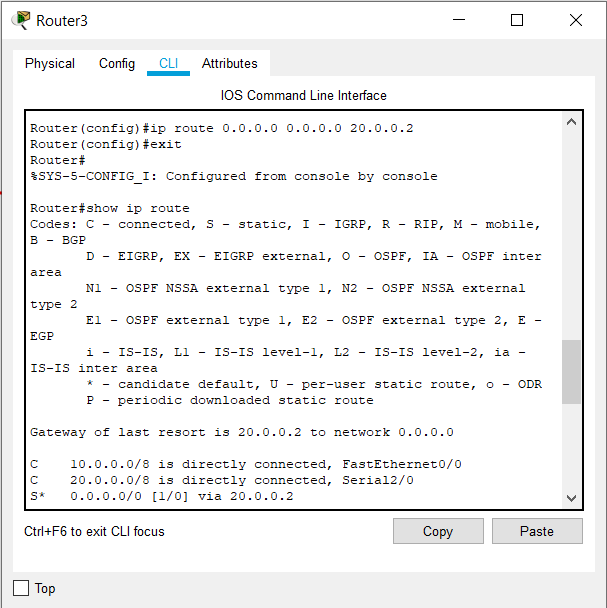 Router3
Physical Config CLI Attributes
IOS Command Line Interface
Router(config)#ip route 0.0.0.0 0.0.0.0 20.0.0.2
Router(config)#exit
Router#
%SYS-5-CONFIG_I: Configured from console by console
Router#show ip route
Codes: C - connected, S - static, I - IGRP, R - RIP, M - mobile,
B - BGP
D - EIGRP, EX - EIGRP external, O - OSPF, IA - OSPF inter
area
N1 - OSPF NSSA external type 1, N2 - OSPF NSSA external
type 2
E1 - OSPF external type 1, E2 - OSPF external type 2, E -
EGP
i - IS-IS, L1 - IS-IS level-1, L2 - IS-IS level-2, ia -
IS-IS inter area
* - candidate default, U - per-user static route, o - ODR
P - periodic downloaded static route
Gateway of last resort is 20.0.0.2 to network 0.0.0.0
C 10.0.0.0/8 is directly connected, FastEthernet0/0
C 20.0.0.0/8 is directly connected, Serial2/0
S* 0.0.0.0/0 [1/0] via 20.0.0.2
Ctrl+F6 to exit CLI focus Copy Paste
Top